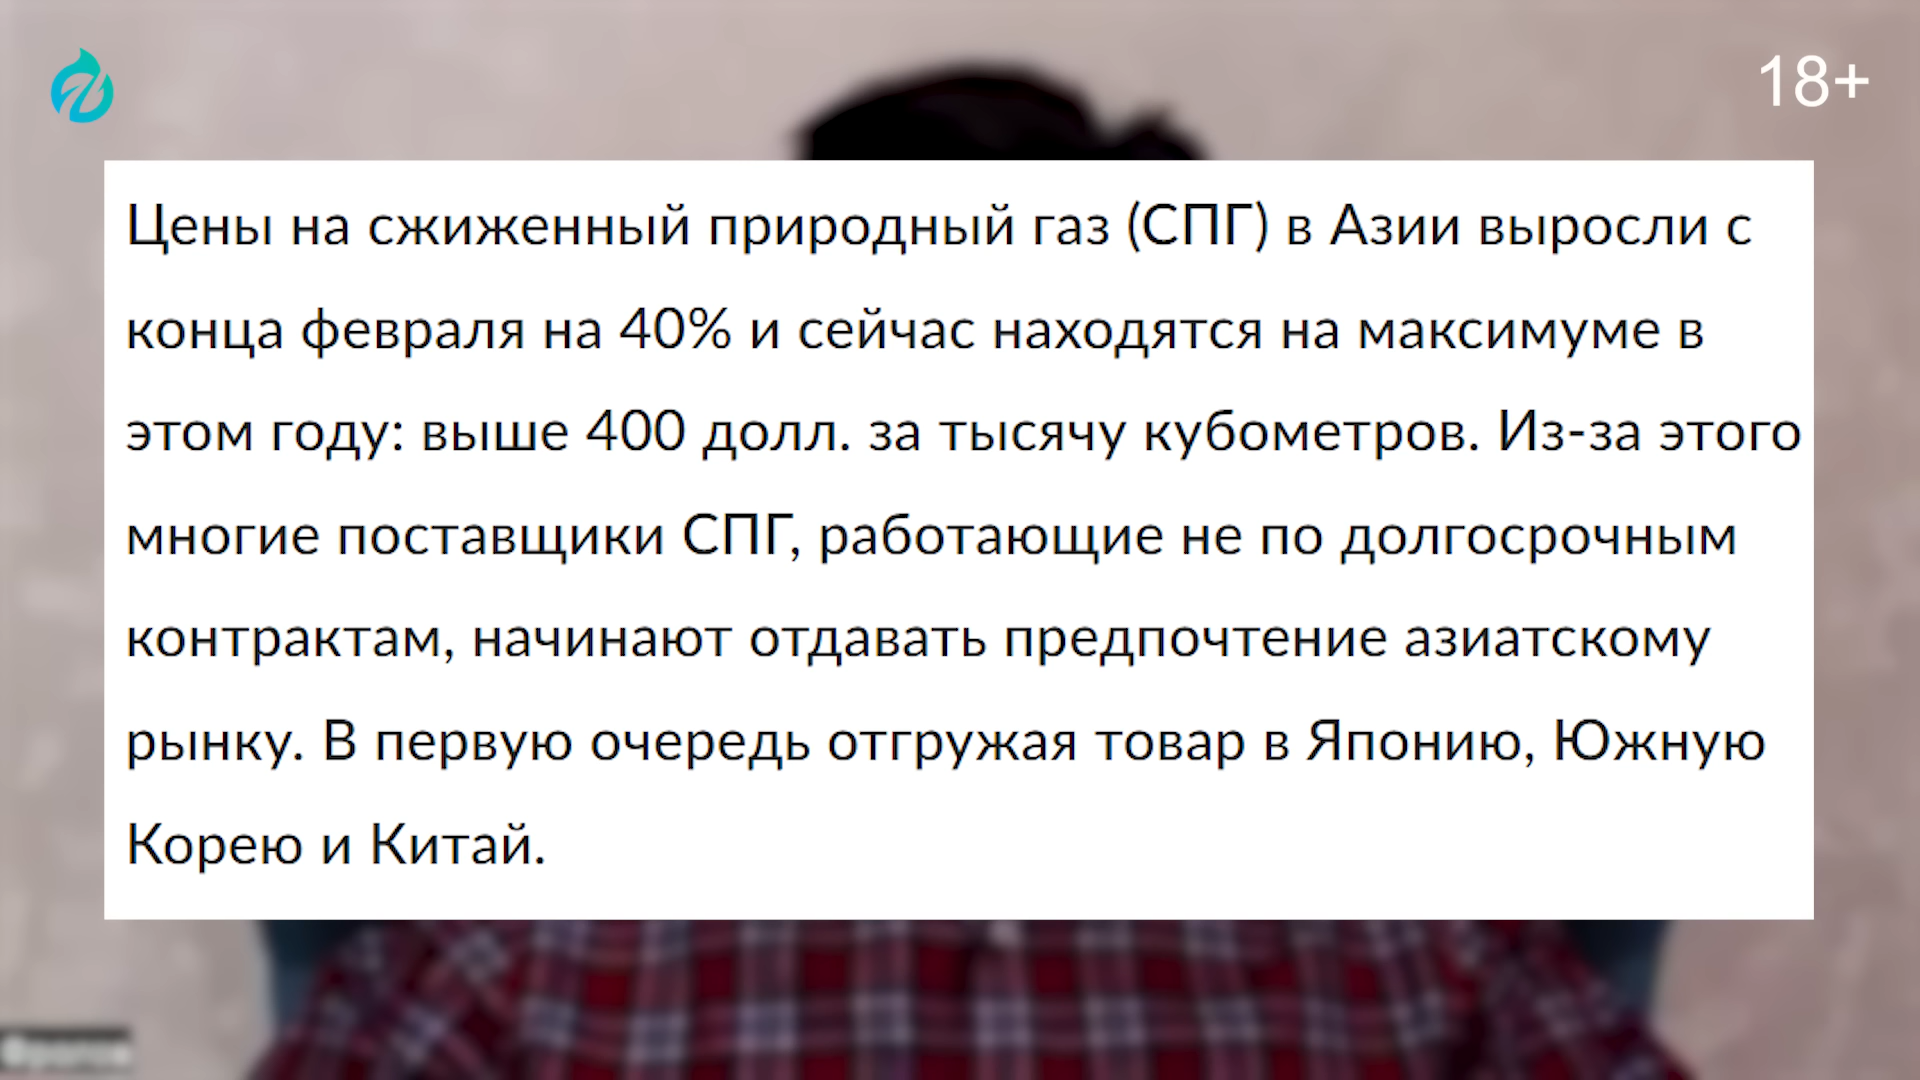 18+
Цены на сжиженный природный газ (СПГ) в Азии выросли с
конца февраля на 40% и сейчас находятся на максимуме в
этом году: выше 400 долл. за тысячу кубометров. Из-за этого
многие поставщики СПГ, работающие не по долгосрочным
контрактам, начинают отдавать предпочтение азиатскому
рынку. В первую очередь отгружая товар в Японию, Южную
Корею и Китай.